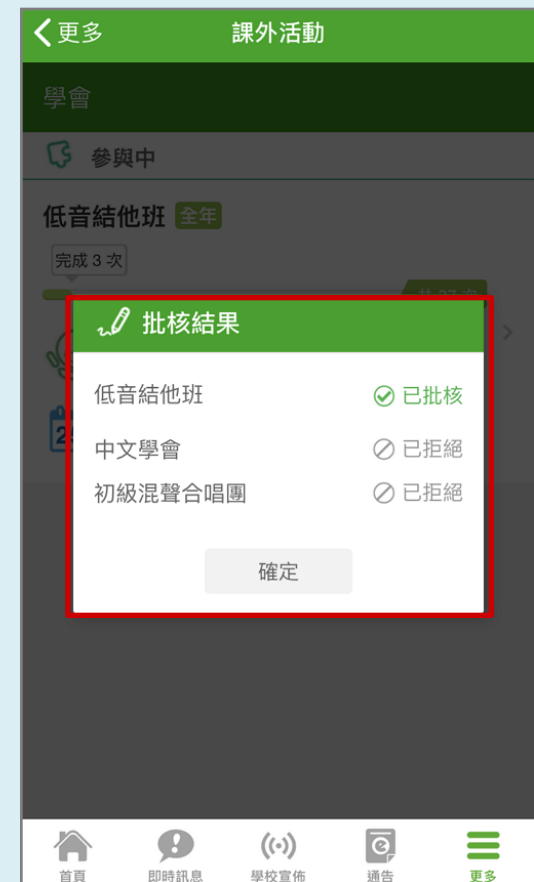 更多 課外活動
學會
參與中
低音結他班 全年
完成 3 次
共 27 次
批核結果
低音結他班 已批核
中文學會 已拒絕
初級混聲合唱團 已拒絕
確定
首頁 即時訊息 學校宣佈 通告 更多